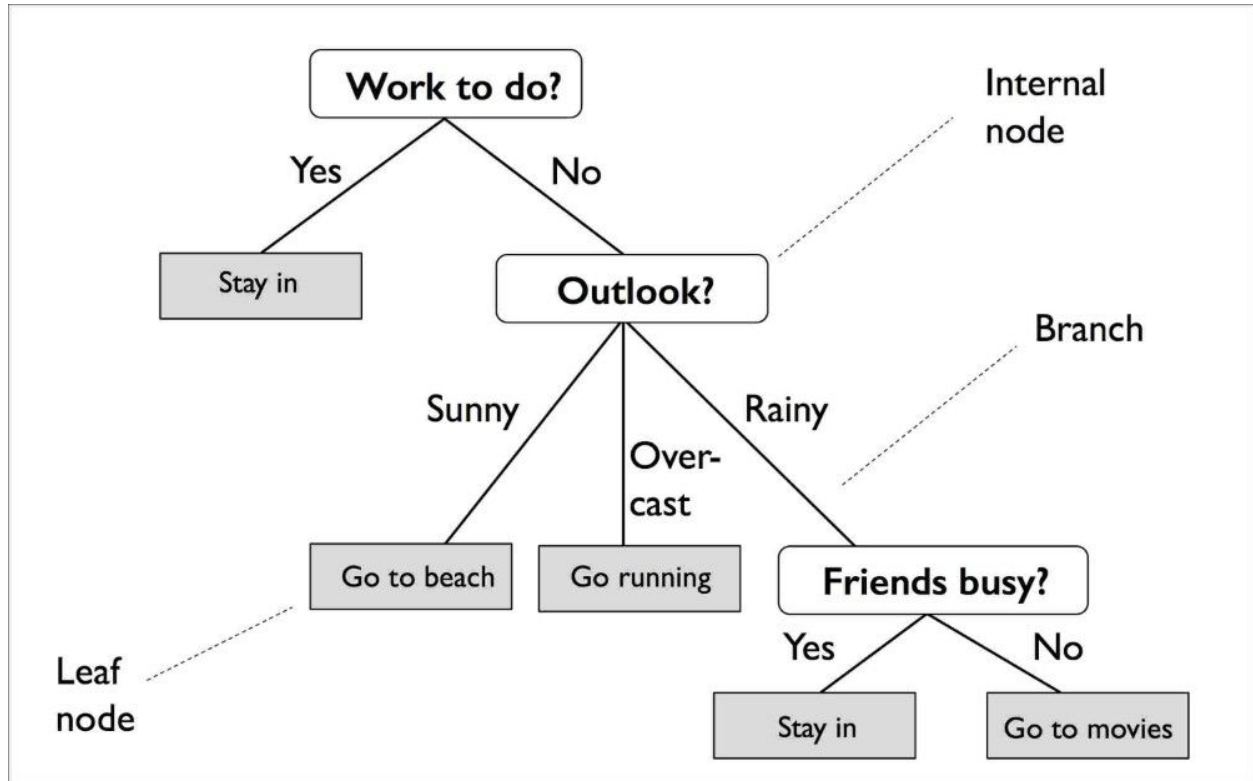 Work to do?
Internal
node
Yes
No
Stay in
Outlook?
Branch
Sunny
Rainy
Over-
cast
Go to beach
Go running
Friends busy?
Yes
No
Leaf
node
Stay in
Go to movies